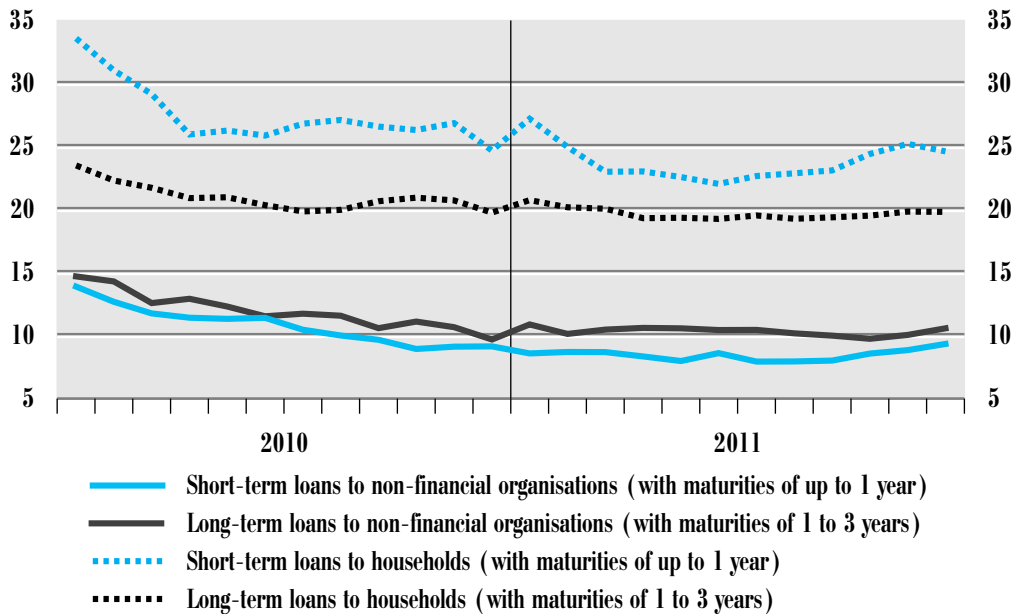 35 35
30 30
25 25
20 20
15 15
10 10
5 5
2010 2011
Short-term loans to non-financial organisations (with maturities of up to 1 year)
Long-term loans to non-financial organisations (with maturities of 1 to 3 years)
Short-term loans to households (with maturities of up to 1 year)
Long-term loans to households (with maturities of 1 to 3 years)